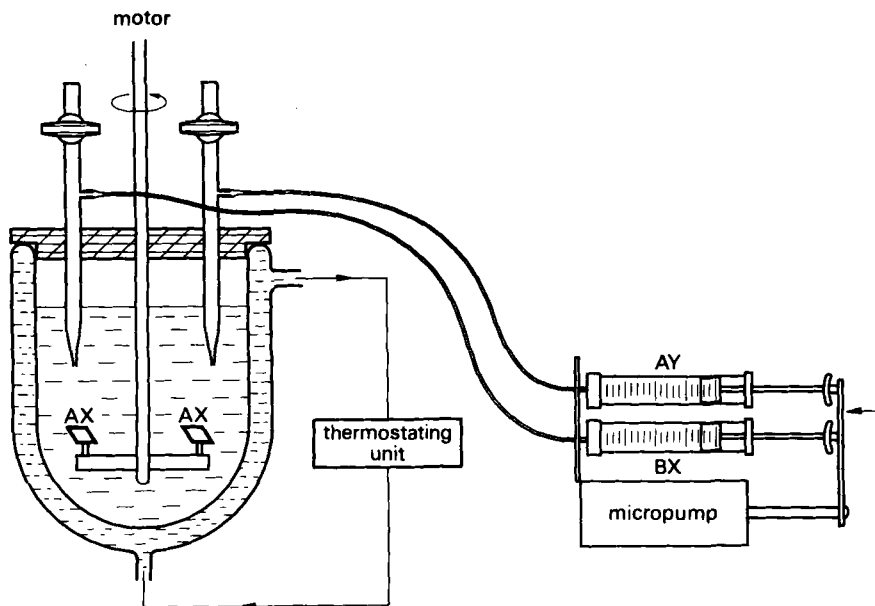 motor
AX
AX
thermostating
unit
AY
BX
micropump